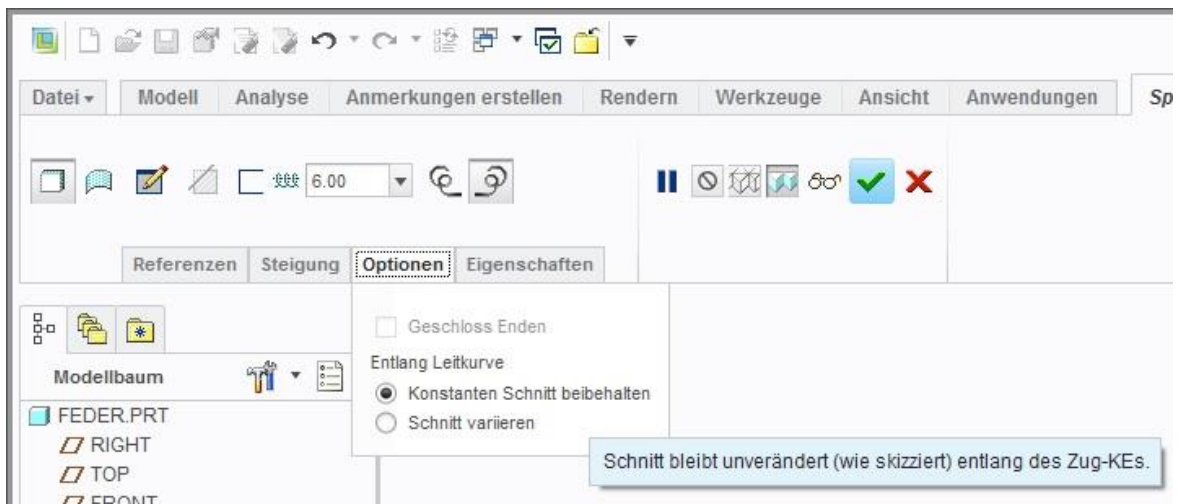 Datei Modell Analyse Anmerkungen erstellen Rendern Werkzeuge Ansicht Anwendungen Sp
6.00
Referenzen Steigung Optionen Eigenschaften
Geschloss Enden
Entlang Leitkurve
Konstanten Schnitt beibehalten
Schnitt variieren
Schnitt bleibt unverändert (wie skizziert) entlang des Zug-KEs.
Modellbaum
FEDER.PRT
RIGHT
TOP
FRONT